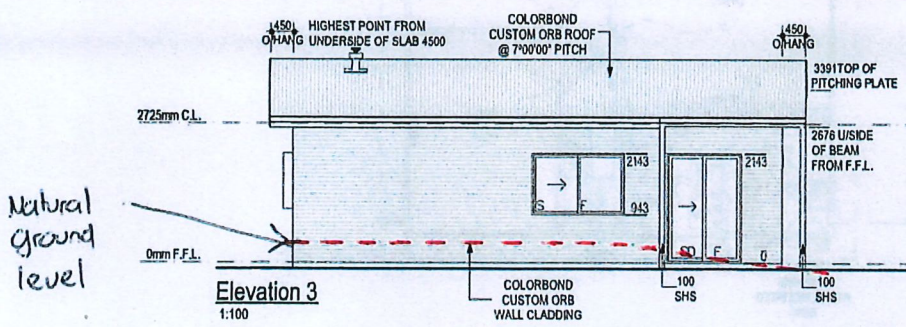 450
O/HANG
HIGHEST POINT FROM
UNDERSIDE OF SLAB 4500
COLORBOND
CUSTOM ORB ROOF
@ 7°00'00" PITCH
450
O/HANG
3391TOP OF
PITCHING PLATE
2725mm C.L.
2676 U/SIDE
OF BEAM
FROM F.F.L.
2143
2143
S F
943
Natural
ground
level
0mm F.F.L.
SD F
0
Elevation 3
1:100
COLORBOND
CUSTOM ORB
WALL CLADDING
100
SHS
100
SHS